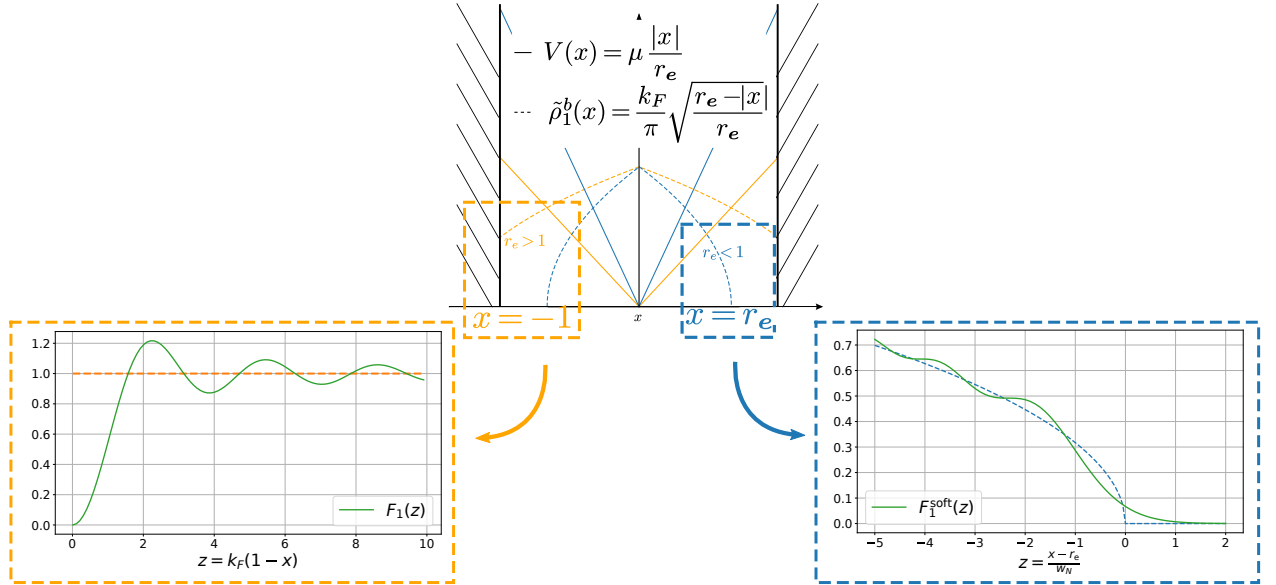 — V(x) = μ |x| / r_e
--- ρ̃₁ᵇ(x) = k_F / π √((r_e − |x|) / r_e) |
r_e > 1
r_e < 1
x
x = −1
x = r_e
1.2
1.0
0.8
0.6
0.4
0.2
0.0
F₁(z)
0 2 4 6 8 10
z = k_F(1 − x)
0.7
0.6
0.5
0.4
0.3
0.2
0.1
0.0
F₁^soft(z)
−5 −4 −3 −2 −1 0 1 2
z = (x − r_e) / w_N